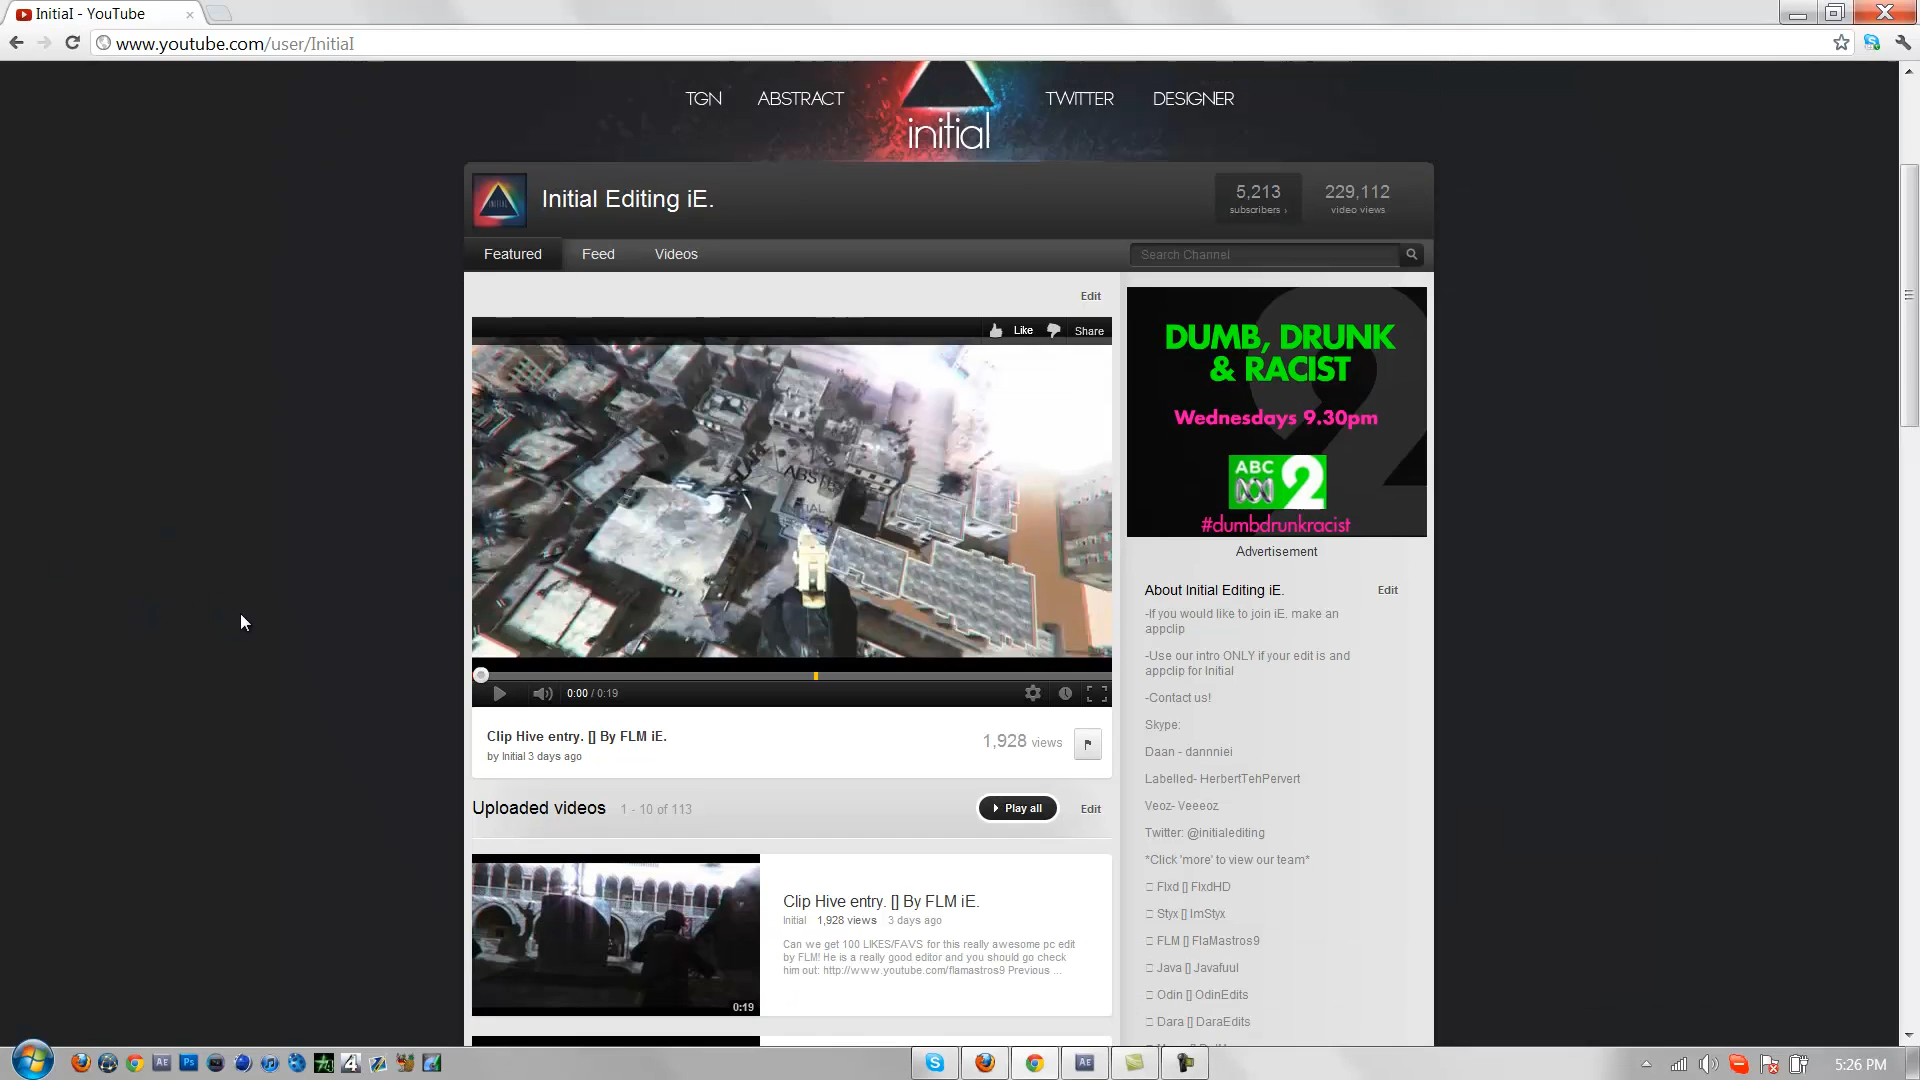 InitiaI - YouTube
www.youtube.com/user/InitiaI
TGN
ABSTRACT
TWITTER
DESIGNER
initial
Initial Editing iE.
5,213
subscribers ›
229,112
video views
Featured
Feed
Videos
Search Channel
Edit
Like
Share
0:00 / 0:19
Clip Hive entry. [] By FLM iE.
by Initial 3 days ago
1,928 views
Uploaded videos
1 - 10 of 113
Play all
Edit
Clip Hive entry. [] By FLM iE.
Initial 1,928 views 3 days ago
Can we get 100 LIKES/FAVS for this really awesome pc edit
by FLM! He is a really good editor and you should go check
him out: http://www.youtube.com/flamastros9 Previous ...
0:19
DUMB, DRUNK
& RACIST
Wednesdays 9.30pm
ABC
2
#dumbdrunkracist
Advertisement
About Initial Editing iE.
Edit
-If you would like to join iE. make an
appclip
-Use our intro ONLY if your edit is and
appclip for Initial
-Contact us!
Skype:
Daan - dannniei
Labelled- HerbertTehPervert
Veoz- Veeeoz
Twitter: @initialediting
*Click 'more' to view our team*
□ Flxd [] FlxdHD
□ Styx [] ImStyx
□ FLM [] FlaMastros9
□ Java [] Javafuul
□ Odin [] OdinEdits
□ Dara [] DaraEdits
AE
Ps
4
AE
5:26 PM